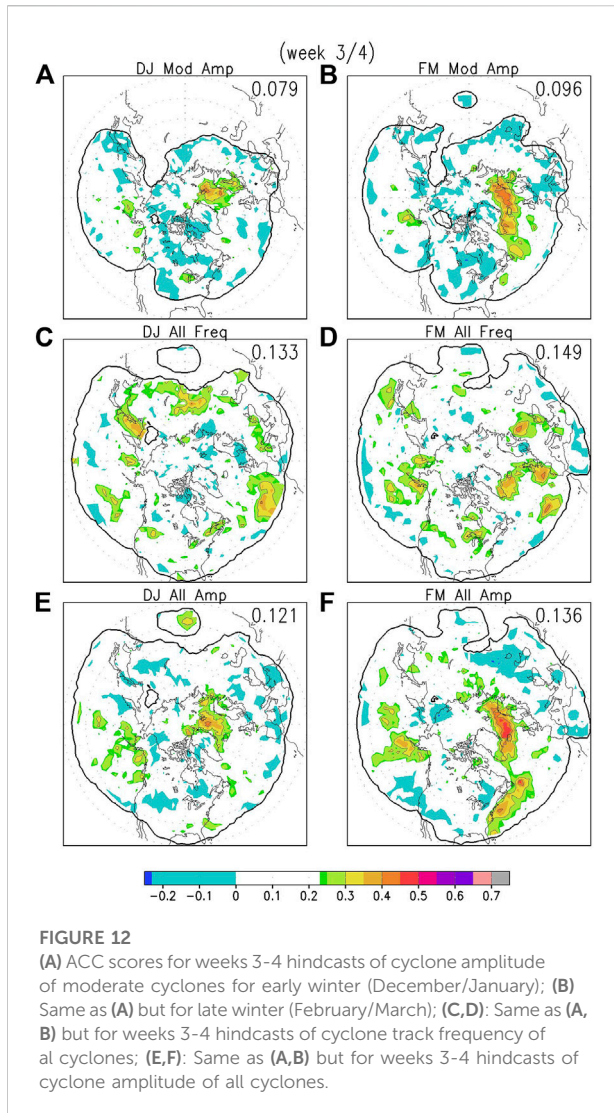 (week 3/4)
A DJ Mod Amp 0.079
B FM Mod Amp 0.096
C DJ All Freq 0.133
D FM All Freq 0.149
E DJ All Amp 0.121
F FM All Amp 0.136
-0.2 -0.1 0 0.1 0.2 0.3 0.4 0.5 0.6 0.7
FIGURE 12
(A) ACC scores for weeks 3-4 hindcasts of cyclone amplitude
of moderate cyclones for early winter (December/January); (B)
Same as (A) but for late winter (February/March); (C,D): Same as (A,
B) but for weeks 3-4 hindcasts of cyclone track frequency of
al cyclones; (E,F): Same as (A,B) but for weeks 3-4 hindcasts of
cyclone amplitude of all cyclones.